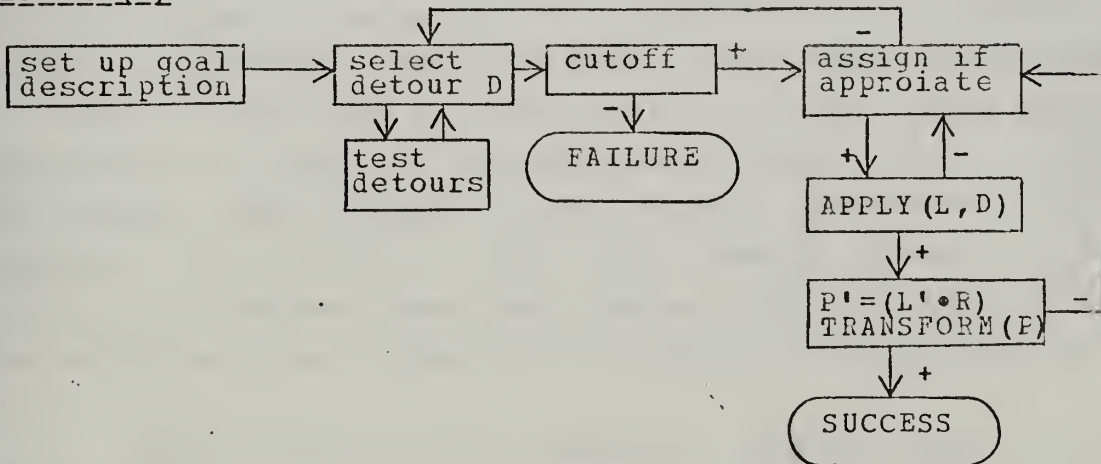 set up goal
description
select
detour D
cutoff
+
-
assign if
approiate
test
detours
-
FAILURE
+
-
APPLY(L,D)
+
P'=(L'•R)
TRANSFORM(P)
-
+
SUCCESS